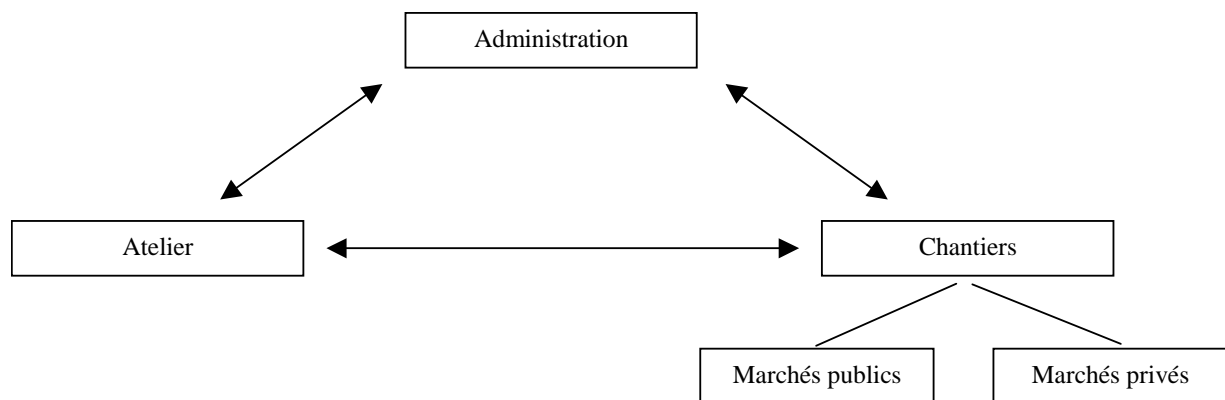 Administration
Atelier
Chantiers
Marchés publics
Marchés privés